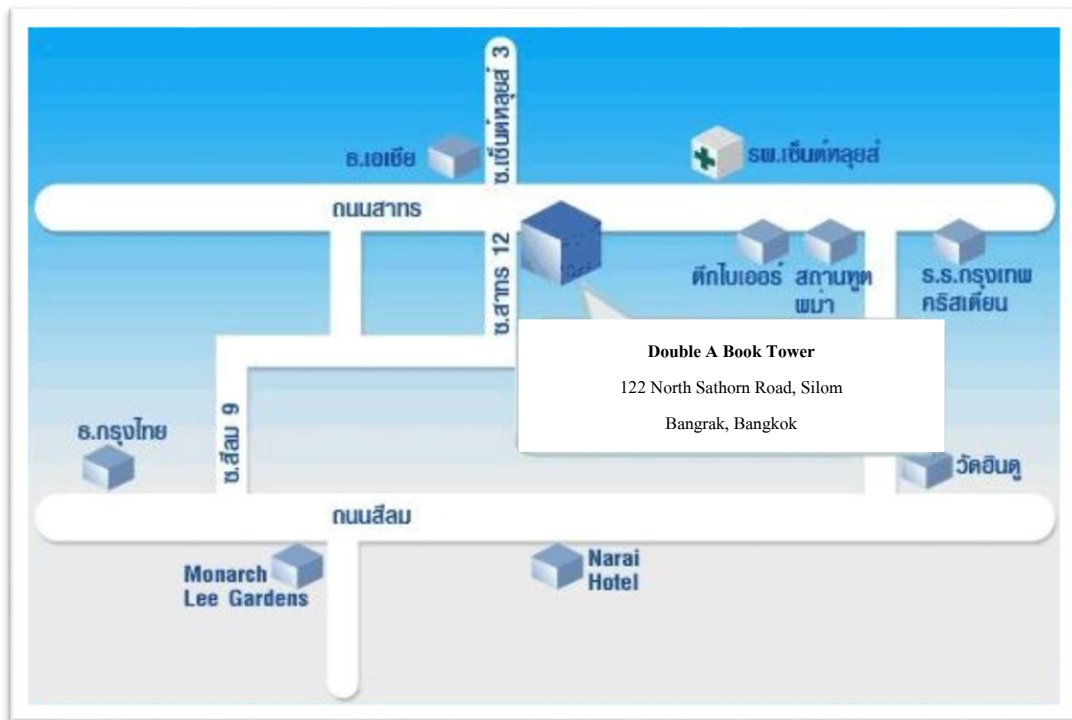 ซ.เซ็นต์หลุยส์ 3
ธ.เอเชีย
รพ.เซ็นต์หลุยส์
ถนนสาทร
ซ.สาทร 12
ตึกไบเออร์
สถานทูต
พม่า
ร.ร.กรุงเทพ
คริสเตียน
Double A Book Tower
122 North Sathorn Road, Silom
Bangrak, Bangkok
ธ.กรุงไทย
ซ.สีลม 9
วัดฮินดู
ถนนสีลม
Monarch
Lee Gardens
Narai
Hotel